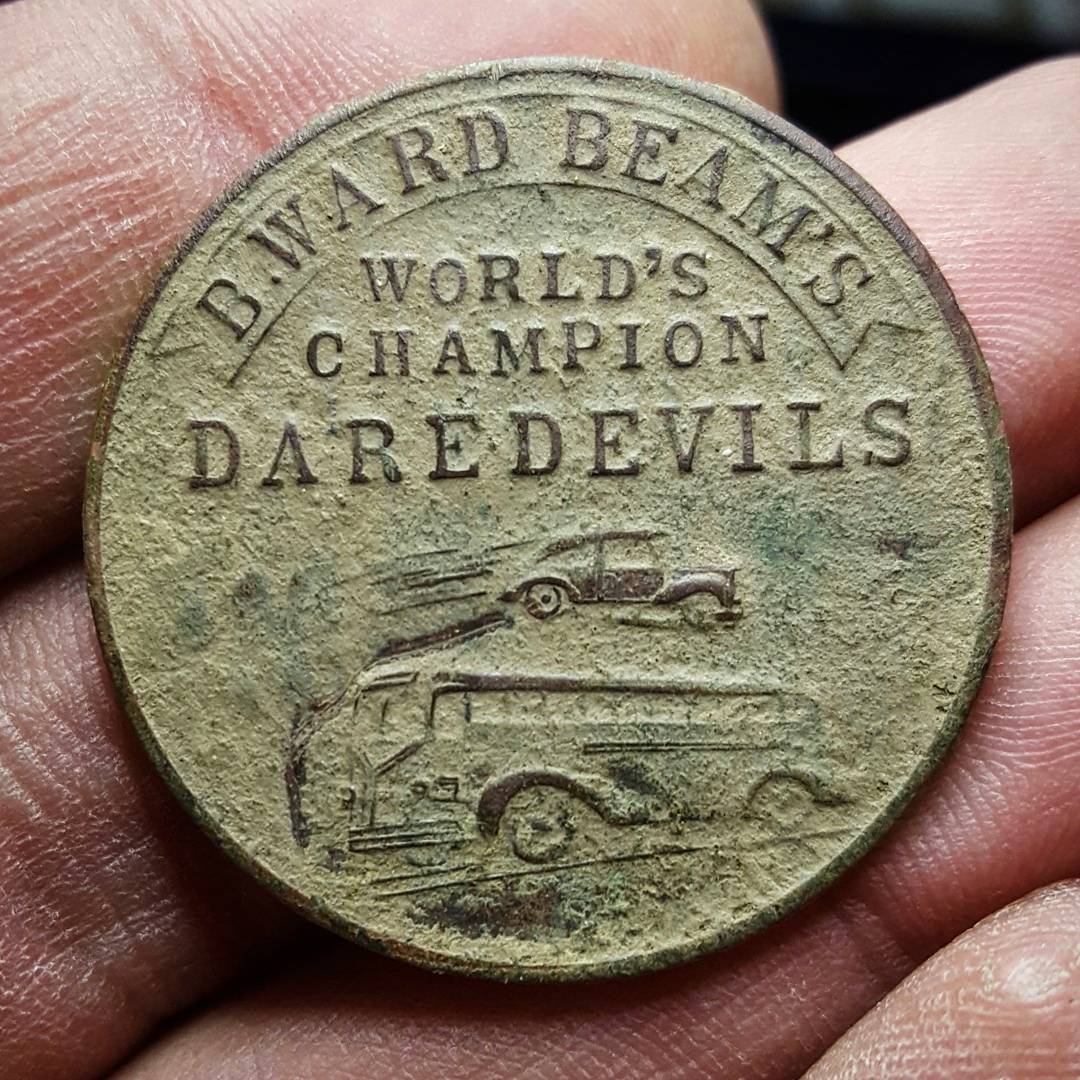 B. WARD BEAM'S
WORLD'S
CHAMPION
DAREDEVILS